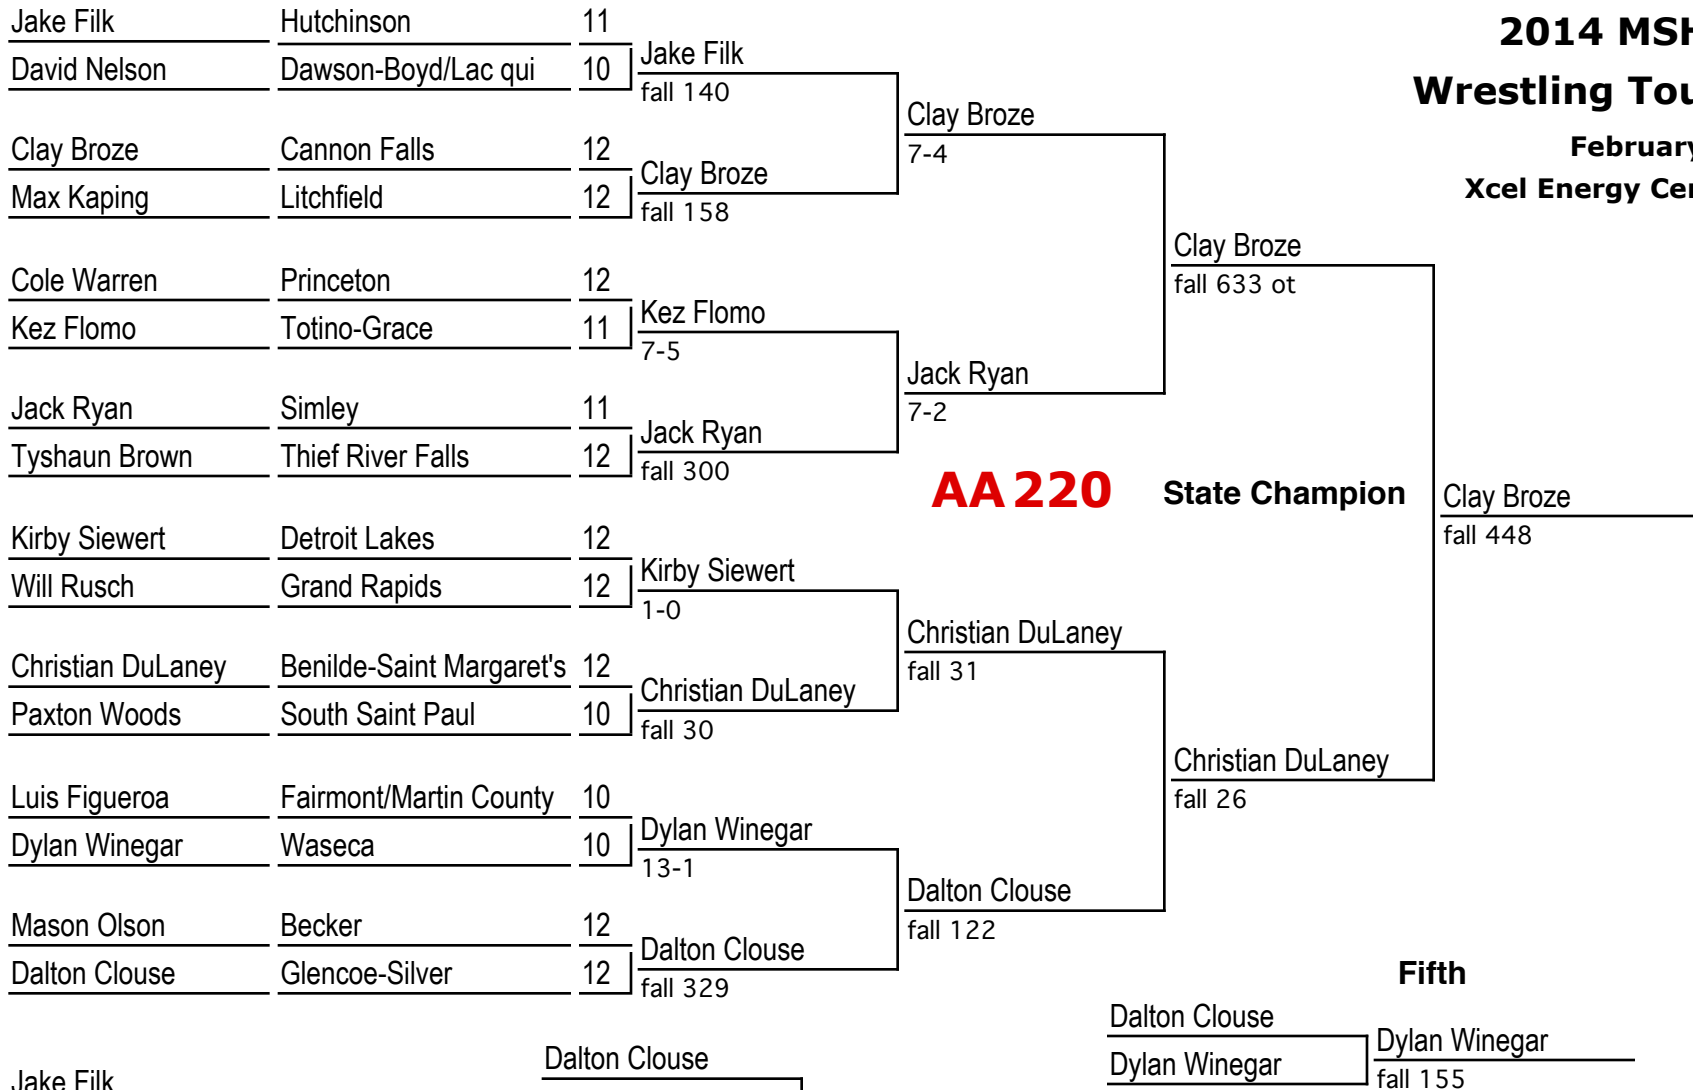 Jake Filk Hutchinson 11
David Nelson Dawson-Boyd/Lac qui 10
Jake Filk
fall 140
Clay Broze
7-4
Clay Broze Cannon Falls 12
Max Kaping Litchfield 12
Clay Broze
fall 158
Clay Broze
fall 633 ot
Cole Warren Princeton 12
Kez Flomo Totino-Grace 11
Kez Flomo
7-5
Jack Ryan
7-2
Jack Ryan Simley 11
Tyshaun Brown Thief River Falls 12
Jack Ryan
fall 300
2014 MSH
Wrestling Tou
February
Xcel Energy Cer
AA 220 State Champion
Clay Broze
fall 448
Kirby Siewert Detroit Lakes 12
Will Rusch Grand Rapids 12
Kirby Siewert
1-0
Christian DuLaney
fall 31
Christian DuLaney Benilde-Saint Margaret's 12
Paxton Woods South Saint Paul 10
Christian DuLaney
fall 30
Christian DuLaney
fall 26
Luis Figueroa Fairmont/Martin County 10
Dylan Winegar Waseca 10
Dylan Winegar
13-1
Dalton Clouse
fall 122
Mason Olson Becker 12
Dalton Clouse Glencoe-Silver 12
Dalton Clouse
fall 329
Fifth
Dalton Clouse
Dylan Winegar
Dylan Winegar
fall 155
Dalton Clouse
Jake Filk